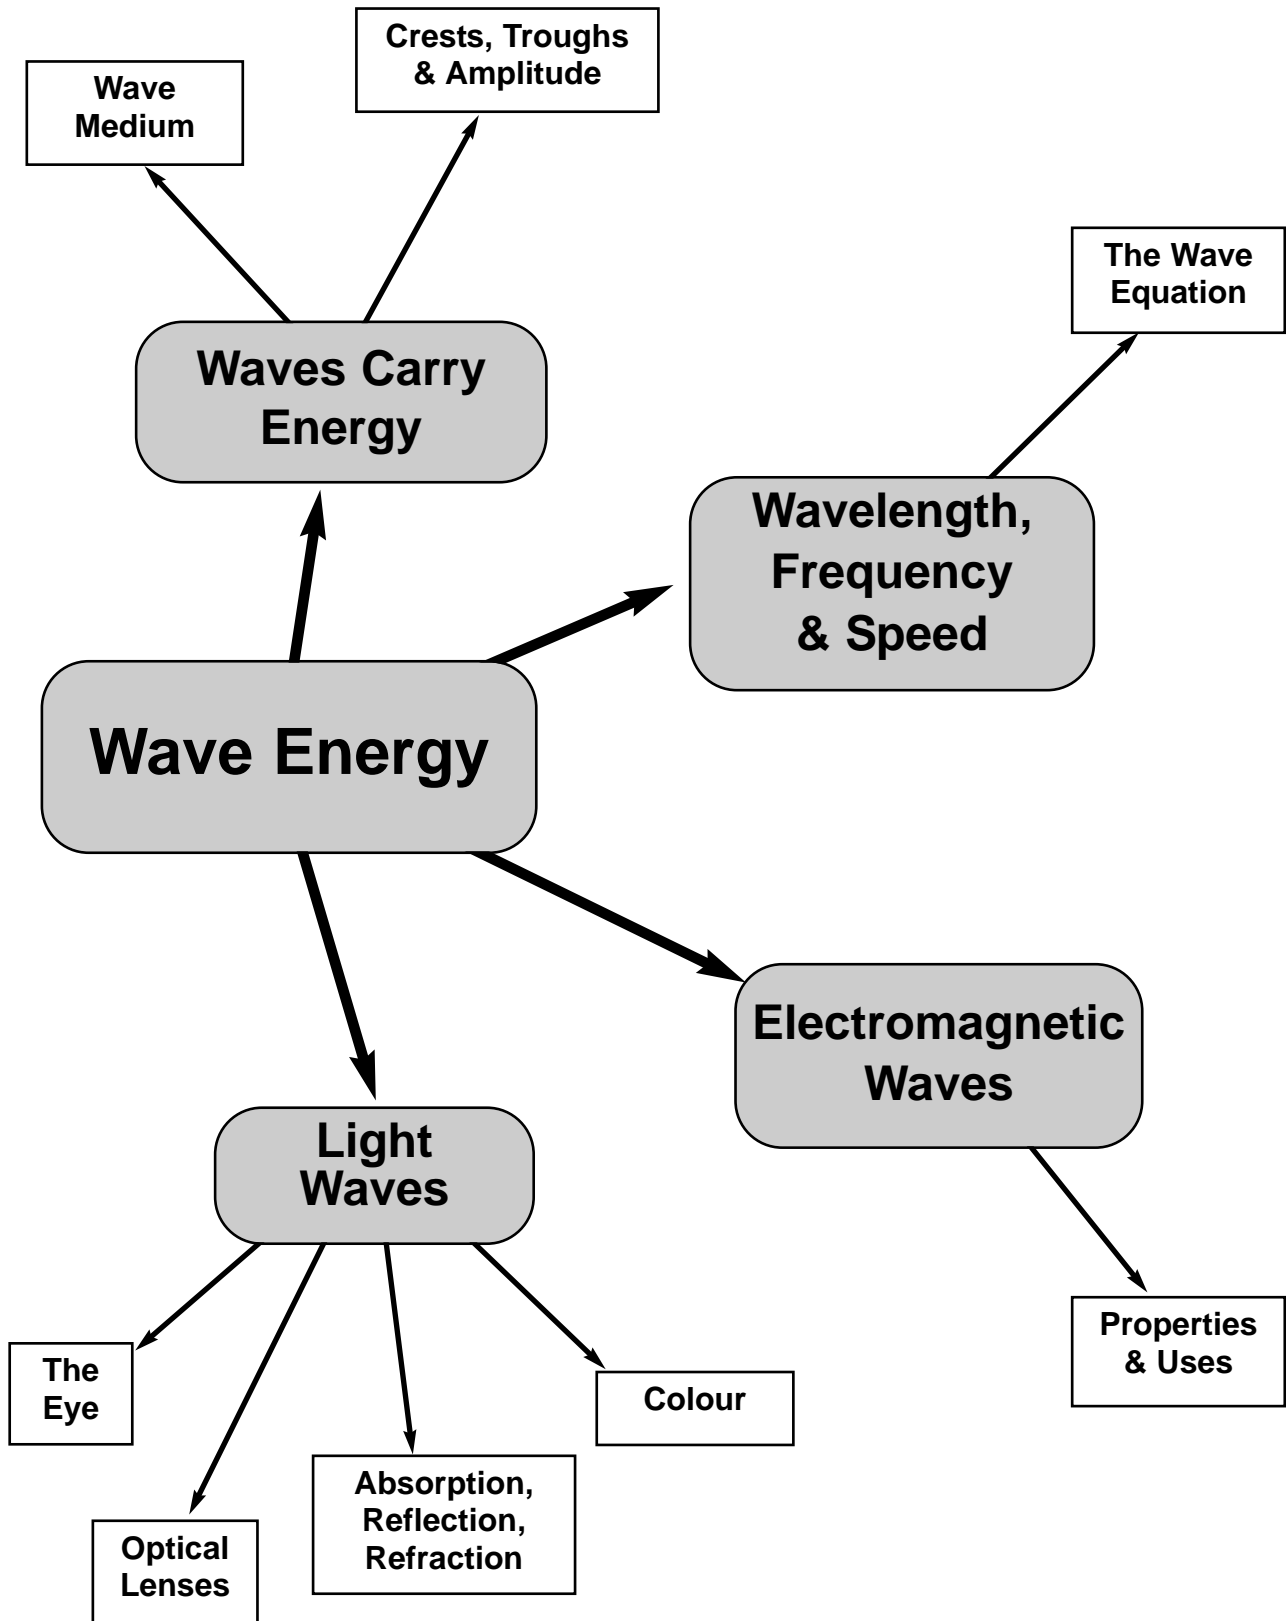 Crests, Troughs
& Amplitude
Wave
Medium
The Wave
Equation
Waves Carry
Energy
Wavelength,
Frequency
& Speed
Wave Energy
Electromagnetic
Waves
Light
Waves
Properties
& Uses
The
Eye
Colour
Absorption,
Reflection,
Refraction
Optical
Lenses